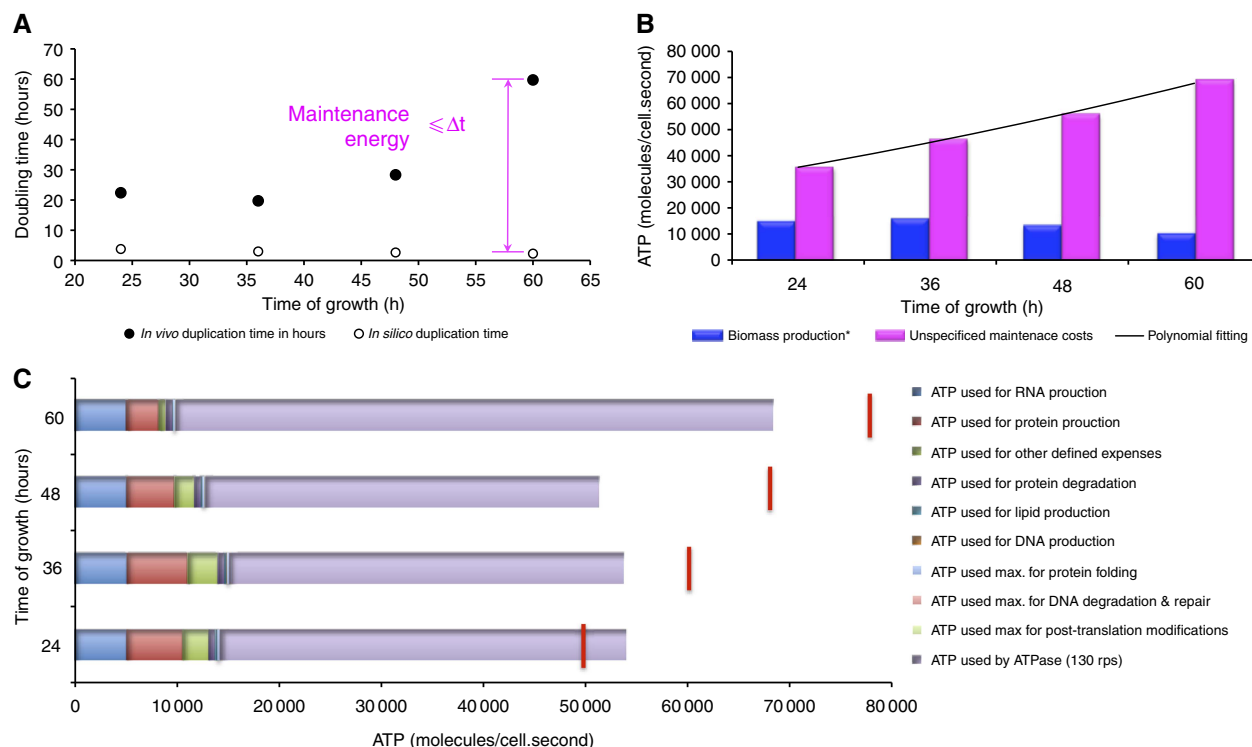 A
70
60
50
40
30
20
10
0
Doubling time (hours)
Maintenance
energy
⩽Δt
20 25 30 35 40 45 50 55 60 65
Time of growth (h)
In vivo duplication time in hours
In silico duplication time
B
80 000
70 000
60 000
50 000
40 000
30 000
20 000
10 000
0
ATP (molecules/cell.second)
24 36 48 60
Time of growth (h)
Biomass production*
Unspecificed maintenace costs
Polynomial fitting
C
Time of growth (hours)
60
48
36
24
0 10 000 20 000 30 000 40 000 50 000 60 000 70 000 80 000
ATP (molecules/cell.second)
ATP used for RNA prouction
ATP used for protein prouction
ATP used for other defined expenses
ATP used for protein degradation
ATP used for lipid production
ATP used for DNA production
ATP used max. for protein folding
ATP used max. for DNA degradation & repair
ATP used max for post-translation modifications
ATP used by ATPase (130 rps)